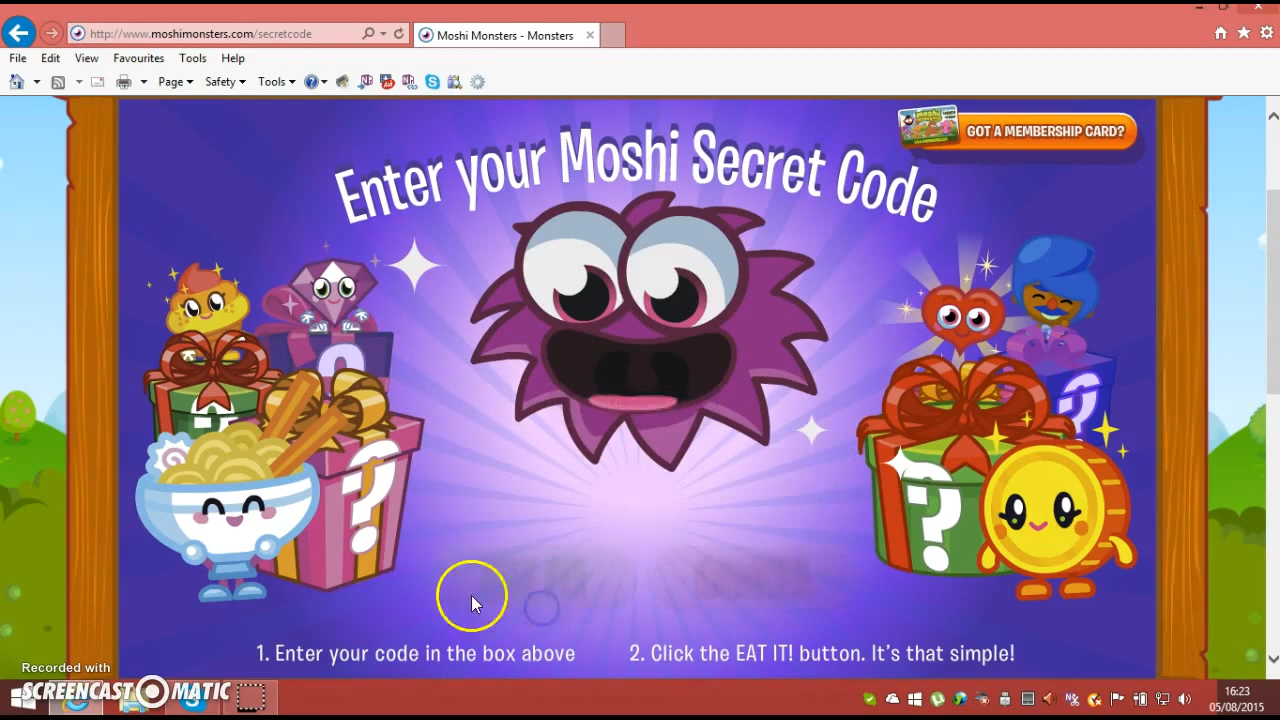 http://www.moshimonsters.com/secretcode
Moshi Monsters - Monsters
File Edit View Favourites Tools Help
Page Safety Tools
GOT A MEMBERSHIP CARD?
Enter your Moshi Secret Code
1. Enter your code in the box above
2. Click the EAT IT! button. It's that simple!
Recorded with
SCREENCAST O MATIC
16:23
05/08/2015